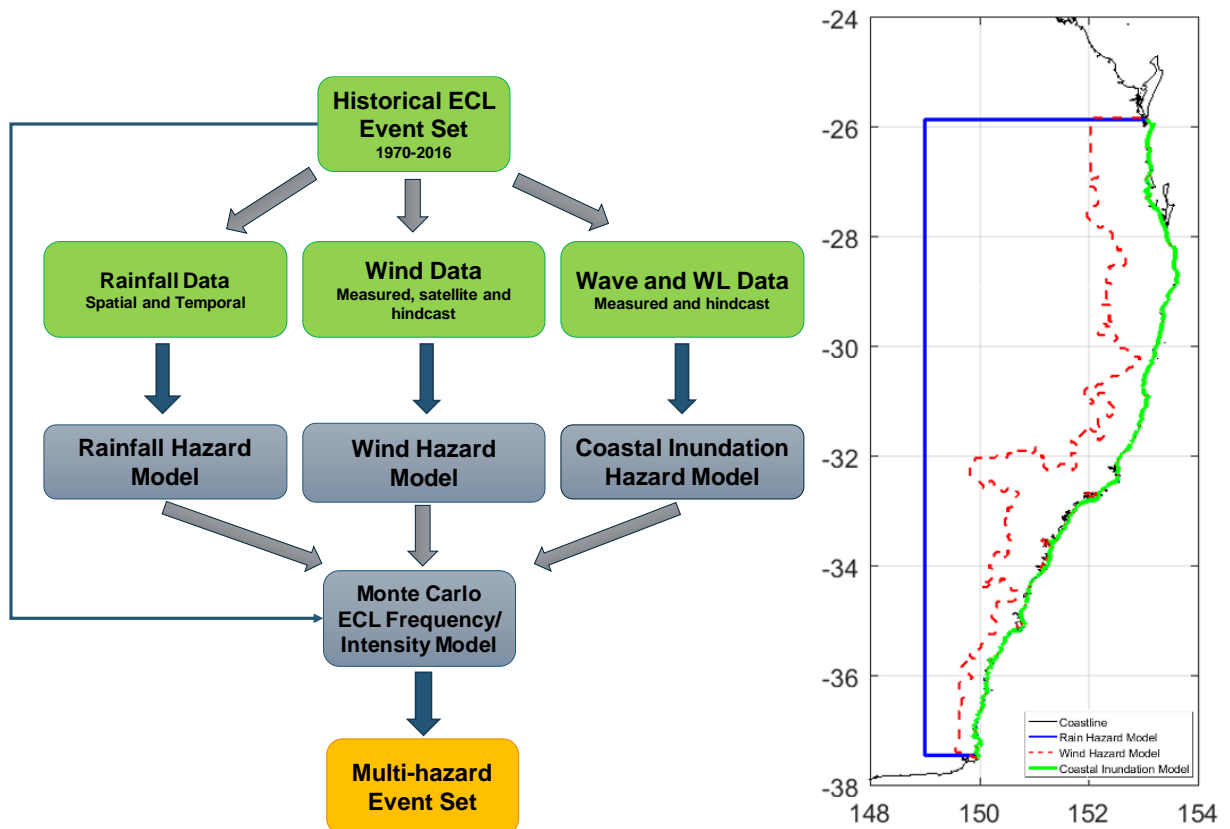 Historical ECL
Event Set
1970-2016
Rainfall Data
Spatial and Temporal
Wind Data
Measured, satellite and
hindcast
Wave and WL Data
Measured and hindcast
Rainfall Hazard
Model
Wind Hazard
Model
Coastal Inundation
Hazard Model
Monte Carlo
ECL Frequency/
Intensity Model
Multi-hazard
Event Set
-24
-26
-28
-30
-32
-34
-36
-38
148
150
152
154
Coastline
Rain Hazard Model
Wind Hazard Model
Coastal Inundation Model